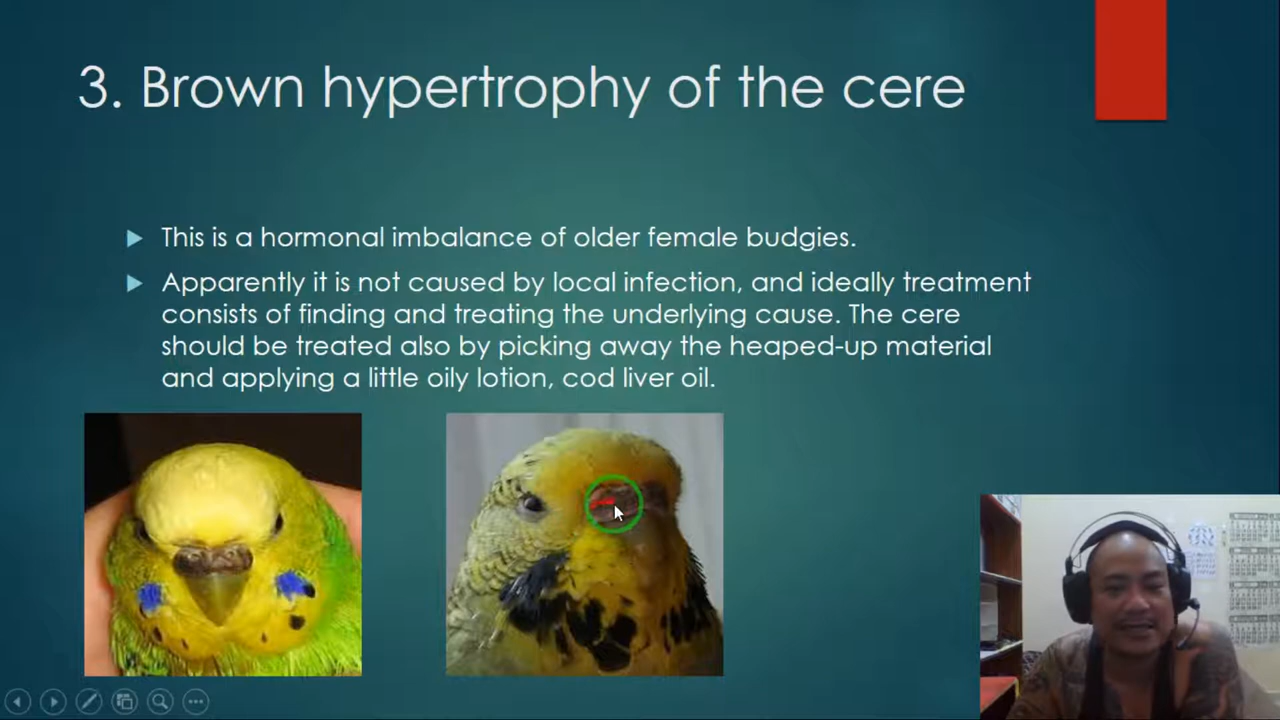 3. Brown hypertrophy of the cere
This is a hormonal imbalance of older female budgies.
Apparently it is not caused by local infection, and ideally treatment
consists of finding and treating the underlying cause. The cere
should be treated also by picking away the heaped-up material
and applying a little oily lotion, cod liver oil.